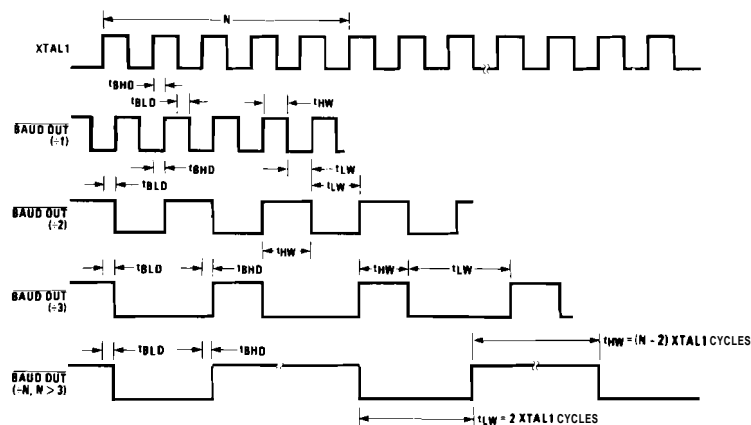 N
XTAL1
tBHD
tBLD
tHW
BAUD OUT
(÷1)
tBLD
tBHD
tLW
tLW
BAUD OUT
(÷2)
tHW
tBLD
tBHD
tHW
tLW
BAUD OUT
(÷3)
tBLD
tBHD
tHW = (N - 2) XTAL1 CYCLES
BAUD OUT
(÷N, N > 3)
tLW = 2 XTAL1 CYCLES